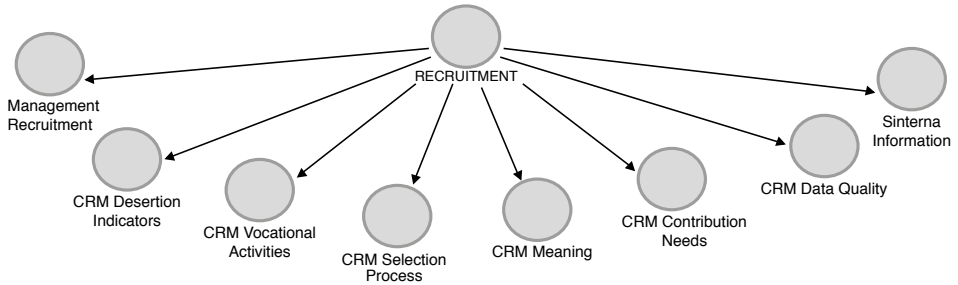 RECRUITMENT
Management
Recruitment
CRM Desertion
Indicators
CRM Vocational
Activities
CRM Selection
Process
CRM Meaning
CRM Contribution
Needs
CRM Data Quality
Sinterna
Information